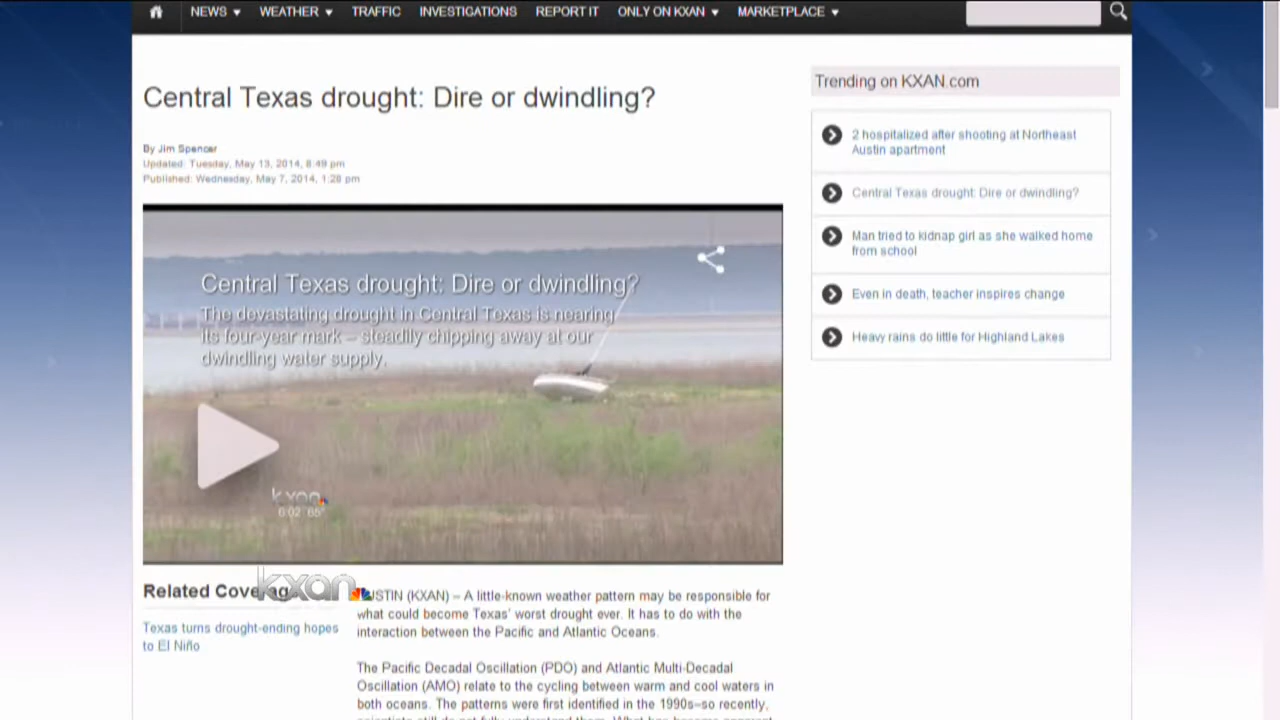 NEWS WEATHER TRAFFIC INVESTIGATIONS REPORT IT ONLY ON KXAN MARKETPLACE
Central Texas drought: Dire or dwindling?
By Jim Spencer
Updated: Tuesday, May 13, 2014, 8:49 pm
Published: Wednesday, May 7, 2014, 1:28 pm
Central Texas drought: Dire or dwindling?
The devastating drought in Central Texas is nearing
its four-year mark – steadily chipping away at our
dwindling water supply.
kxan
6:02 65°
Related Coverag
kxan
Texas turns drought-ending hopes
to El Niño
USTIN (KXAN) – A little-known weather pattern may be responsible for
what could become Texas' worst drought ever. It has to do with the
interaction between the Pacific and Atlantic Oceans.
The Pacific Decadal Oscillation (PDO) and Atlantic Multi-Decadal
Oscillation (AMO) relate to the cycling between warm and cool waters in
both oceans. The patterns were first identified in the 1990s–so recently,
Trending on KXAN.com
2 hospitalized after shooting at Northeast
Austin apartment
Central Texas drought: Dire or dwindling?
Man tried to kidnap girl as she walked home
from school
Even in death, teacher inspires change
Heavy rains do little for Highland Lakes